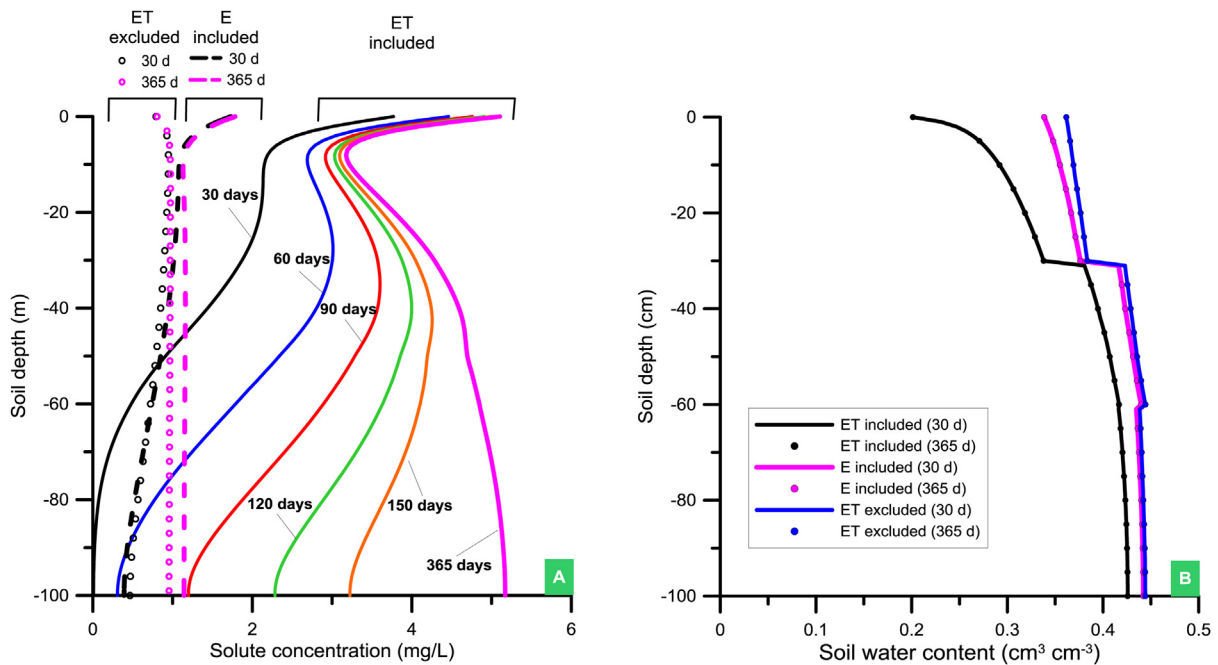 ET
excluded
30 d
365 d
E
included
30 d
365 d
ET
included
0
-20
-40
-60
-80
-100
Soil depth (m)
30 days
60 days
90 days
120 days
150 days
365 days
A
0
2
4
6
Solute concentration (mg/L)
0
-20
-40
-60
-80
-100
Soil depth (cm)
ET included (30 d)
ET included (365 d)
E included (30 d)
E included (365 d)
ET excluded (30 d)
ET excluded (365 d)
B
0
0.1
0.2
0.3
0.4
0.5
Soil water content (cm³ cm⁻³)